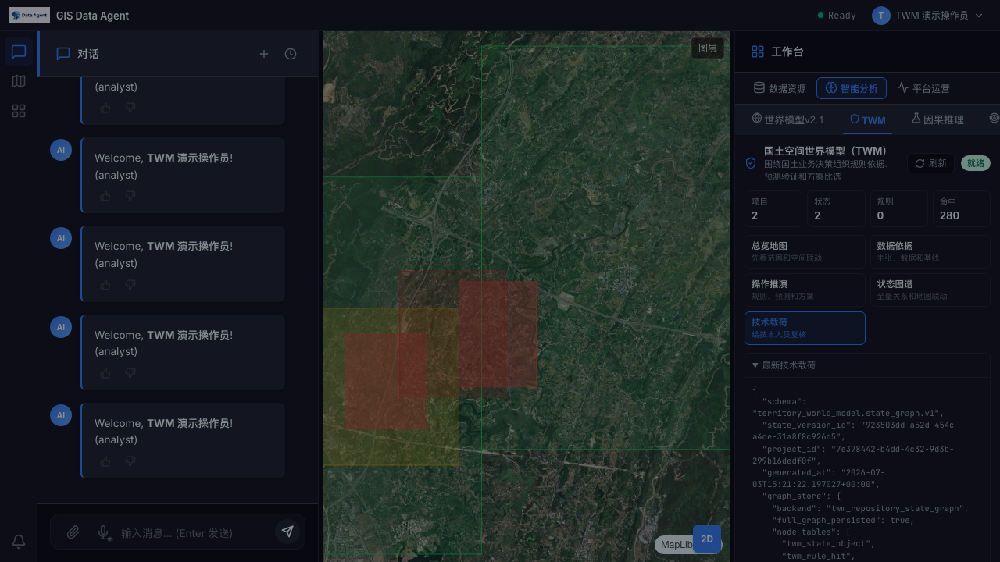 Data Agent
GIS Data Agent
Ready
T
TWM 演示操作员
对话
(analyst)
AI
Welcome, TWM 演示操作员!
(analyst)
AI
Welcome, TWM 演示操作员!
(analyst)
AI
Welcome, TWM 演示操作员!
(analyst)
AI
Welcome, TWM 演示操作员!
(analyst)
中
输入消息... (Enter 发送)
图层
MapLib
2D
工作台
数据资源
智能分析
平台运营
世界模型v2.1
TWM
因果推理
国土空间世界模型（TWM）
围绕国土业务决策组织规则依据、
预测验证和方案比选
刷新
就绪
项目
2
状态
2
规则
0
命中
280
总览地图
先看范围和空间联动
数据依据
主张、数据和基线
操作推演
规则、预测和方案
状态图谱
全量关系和地图联动
技术载荷
给技术人员复核
▼ 最新技术载荷
{
"schema":
"territory_world_model.state_graph.v1",
"state_version_id": "923503dd-a52d-454c-
a4de-31a8f8c926d5",
"project_id": "7e378442-b4dd-4c32-9d3b-
299b16dedf0f",
"generated_at": "2026-07-
03T15:21:22.197027+00:00",
"graph_store": {
"backend": "twm_repository_state_graph",
"full_graph_persisted": true,
"node_tables": [
"twm_state_object",
"twm_rule_hit",